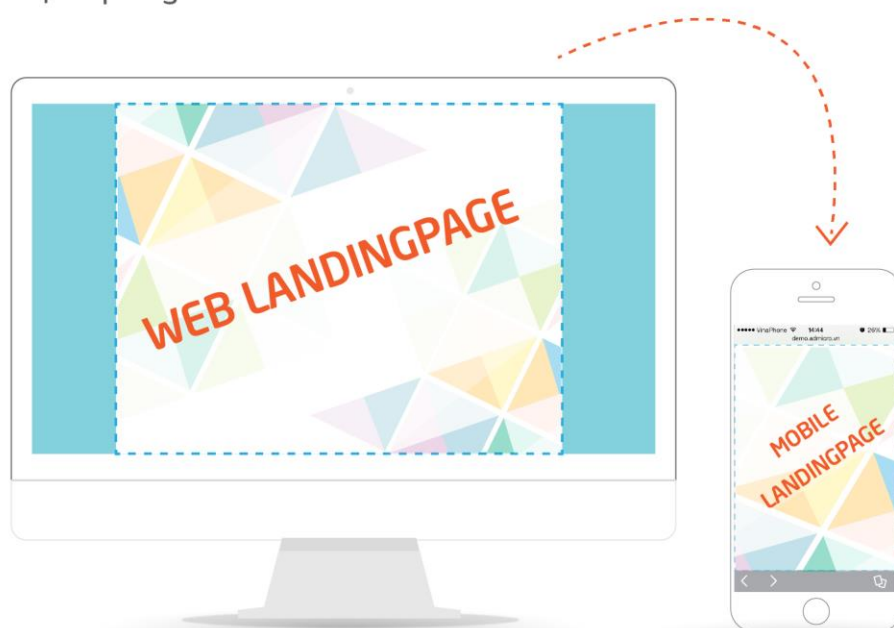 WEB LANDINGPAGE
VinaPhone 14:44 26%
demo.admicro.vn
MOBILE
LANDINGPAGE